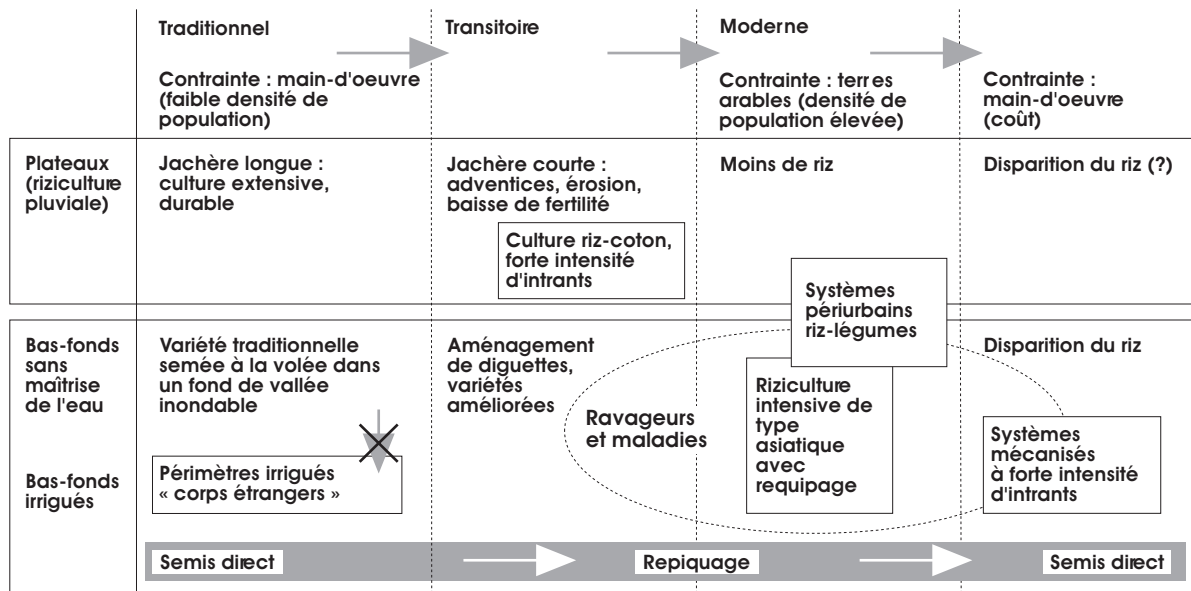 Traditionnel
Transitoire
Moderne
Contrainte : main-d'oeuvre
(faible densité de
population)
Contrainte : terres
arables (densité de
population élevée)
Contrainte :
main-d'oeuvre
(coût)
Plateaux
(riziculture
pluviale)
Jachère longue :
culture extensive,
durable
Jachère courte :
adventices, érosion,
baisse de fertilité
Moins de riz
Disparition du riz (?)
Culture riz-coton,
forte intensité
d'intrants
Systèmes
périurbains
riz-légumes
Bas-fonds
sans
maîtrise
de l'eau
Variété traditionnelle
semée à la volée dans
un fond de vallée
inondable
Aménagement
de diguettes,
variétés
améliorées
Disparition du riz
Ravageurs
et maladies
Riziculture
intensive de
type
asiatique
avec
requipage
Systèmes
mécanisés
à forte intensité
d'intrants
Bas-fonds
irrigués
Périmètres irrigués
« corps étrangers »
Semis direct
Repiquage
Semis direct